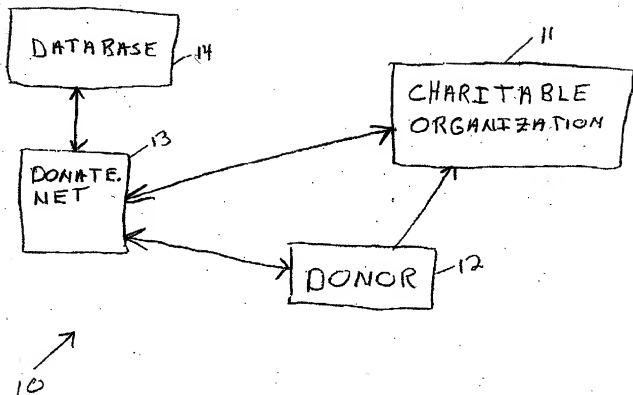 DATABASE
14
11
CHARITABLE
ORGANIZATION
13
DONATE.
NET
DONOR
12
10